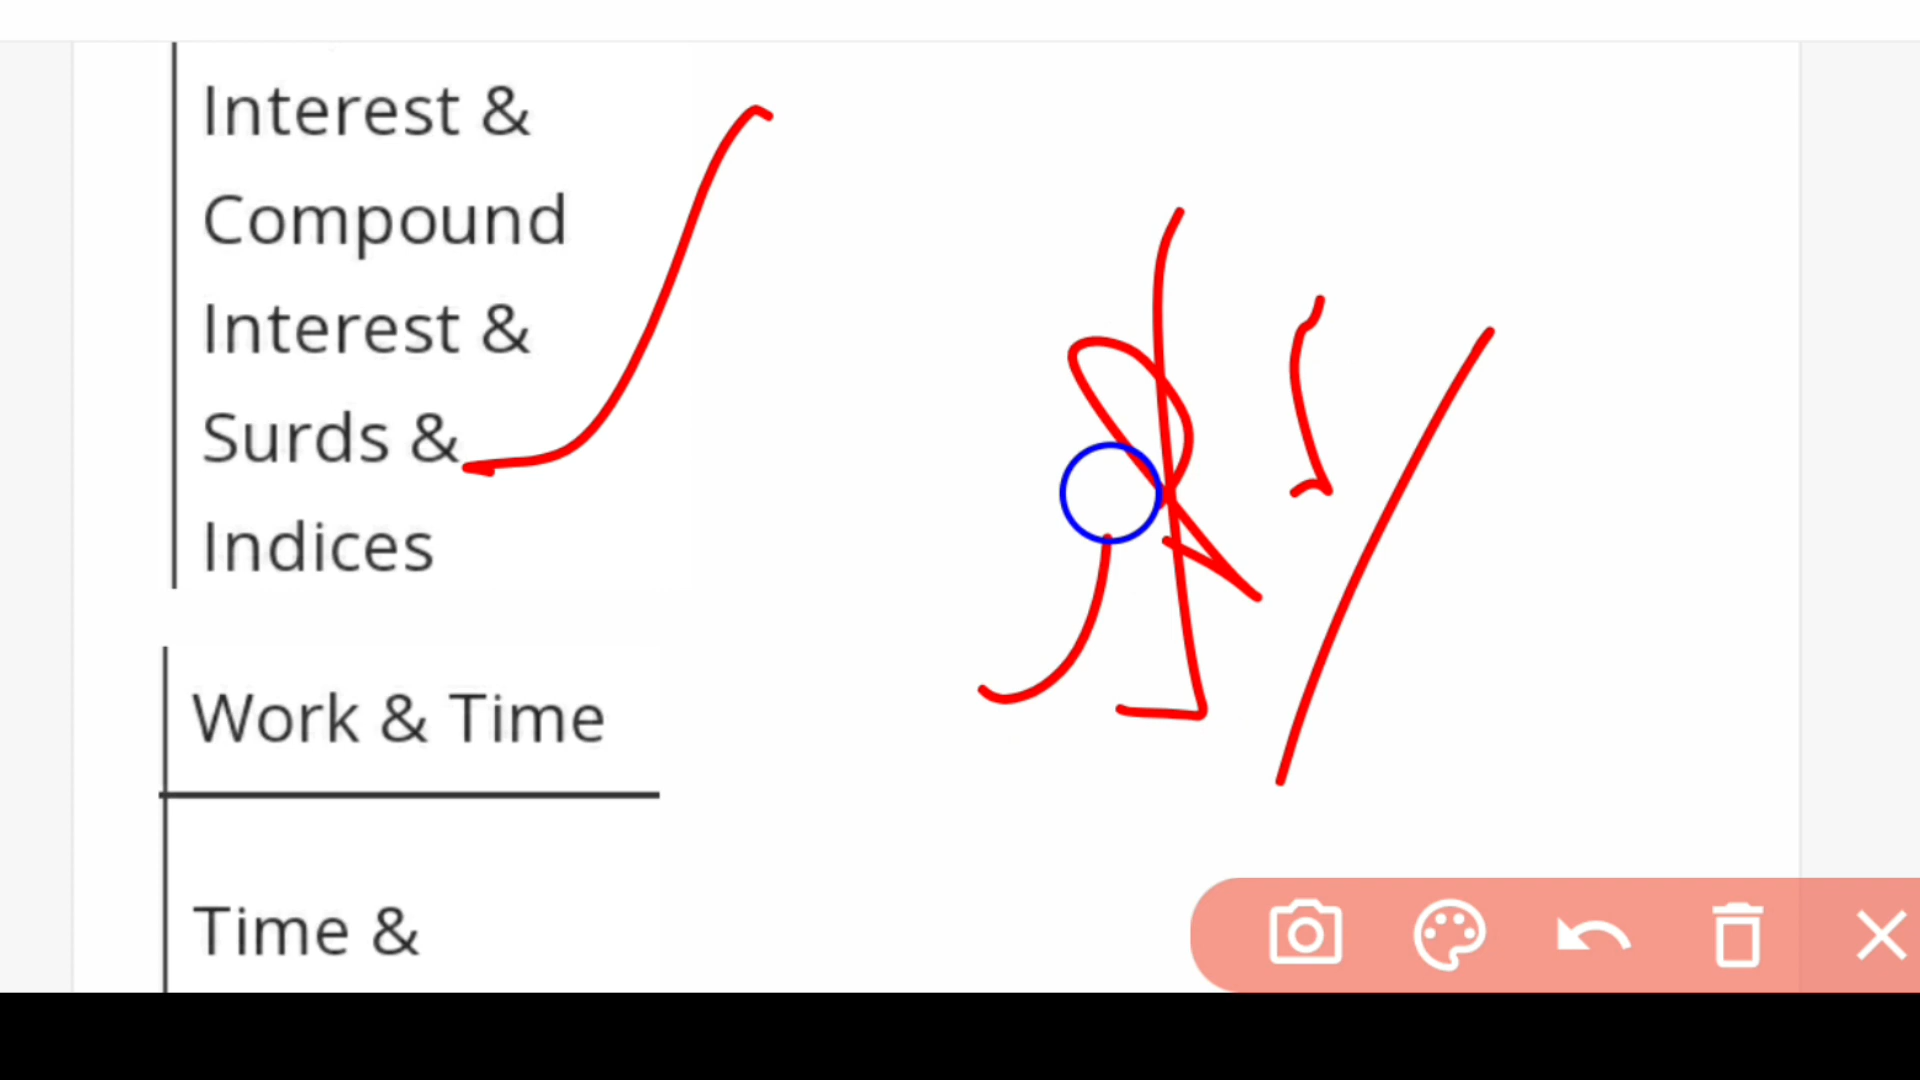 Interest &
Compound
Interest &
Surds &
Indices
Work & Time
Time &